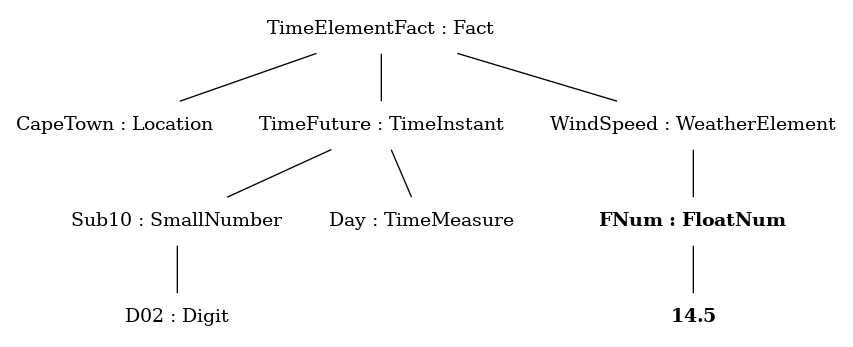 TimeElementFact : Fact
CapeTown : Location TimeFuture : TimeInstant WindSpeed : WeatherElement
Sub10 : SmallNumber Day : TimeMeasure FNum : FloatNum
D02 : Digit 14.5